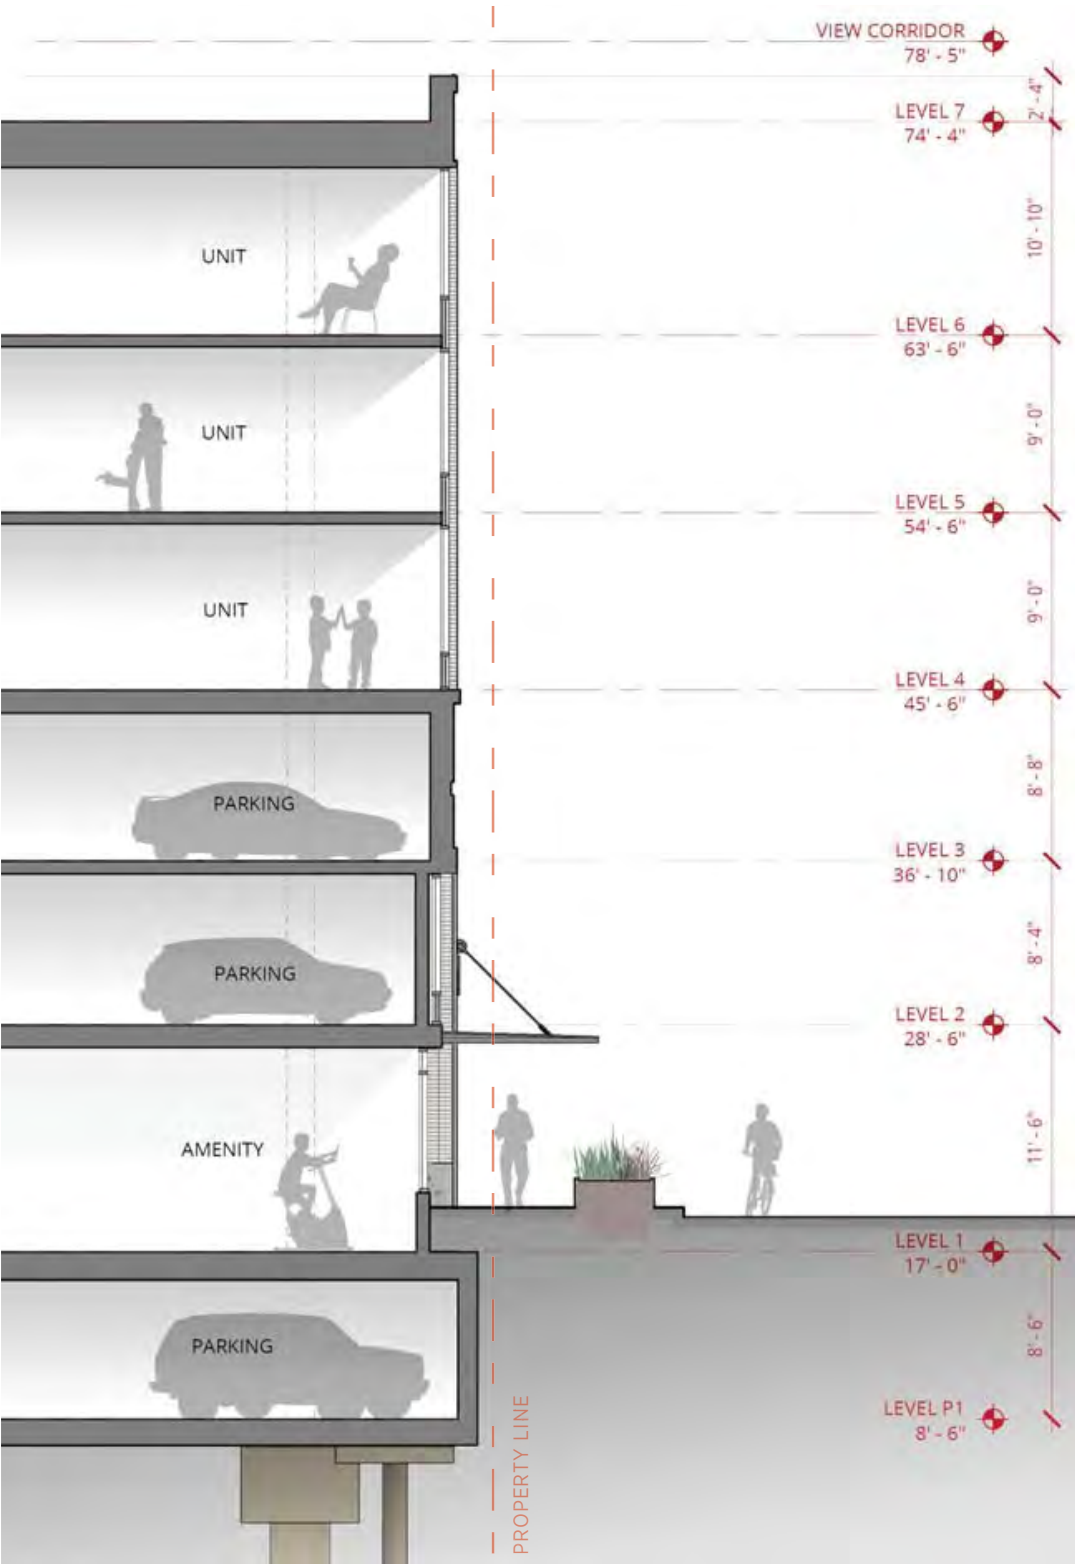 VIEW CORRIDOR
78' - 5"
2' - 4"
LEVEL 7
74' - 4"
10' - 10"
UNIT
LEVEL 6
63' - 6"
9' - 0"
UNIT
LEVEL 5
54' - 6"
9' - 0"
UNIT
LEVEL 4
45' - 6"
8' - 8"
PARKING
LEVEL 3
36' - 10"
8' - 4"
PARKING
LEVEL 2
28' - 6"
11' - 6"
AMENITY
LEVEL 1
17' - 0"
8' - 6"
PARKING
LEVEL P1
8' - 6"
PROPERTY LINE